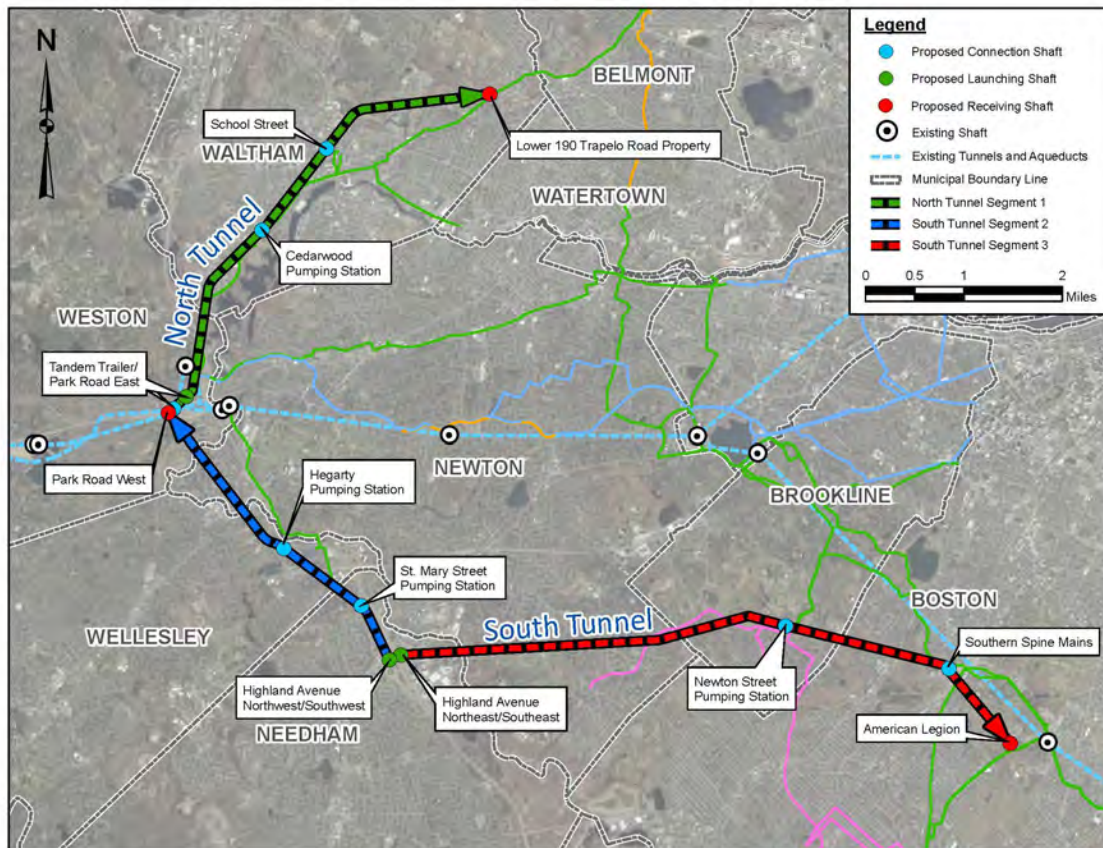 N
BELMONT
School Street
WALTHAM
Lower 190 Trapelo Road Property
WATERTOWN
North Tunnel
Cedarwood
Pumping Station
WESTON
Tandem Trailer/
Park Road East
Park Road West
NEWTON
Hegarty
Pumping Station
BROOKLINE
St. Mary Street
Pumping Station
BOSTON
WELLESLEY
South Tunnel
Southern Spine Mains
Newton Street
Pumping Station
Highland Avenue
Northwest/Southwest
Highland Avenue
Northeast/Southeast
NEEDHAM
American Legion
Legend
Proposed Connection Shaft
Proposed Launching Shaft
Proposed Receiving Shaft
Existing Shaft
Existing Tunnels and Aqueducts
Municipal Boundary Line
North Tunnel Segment 1
South Tunnel Segment 2
South Tunnel Segment 3
0 0.5 1 2
Miles